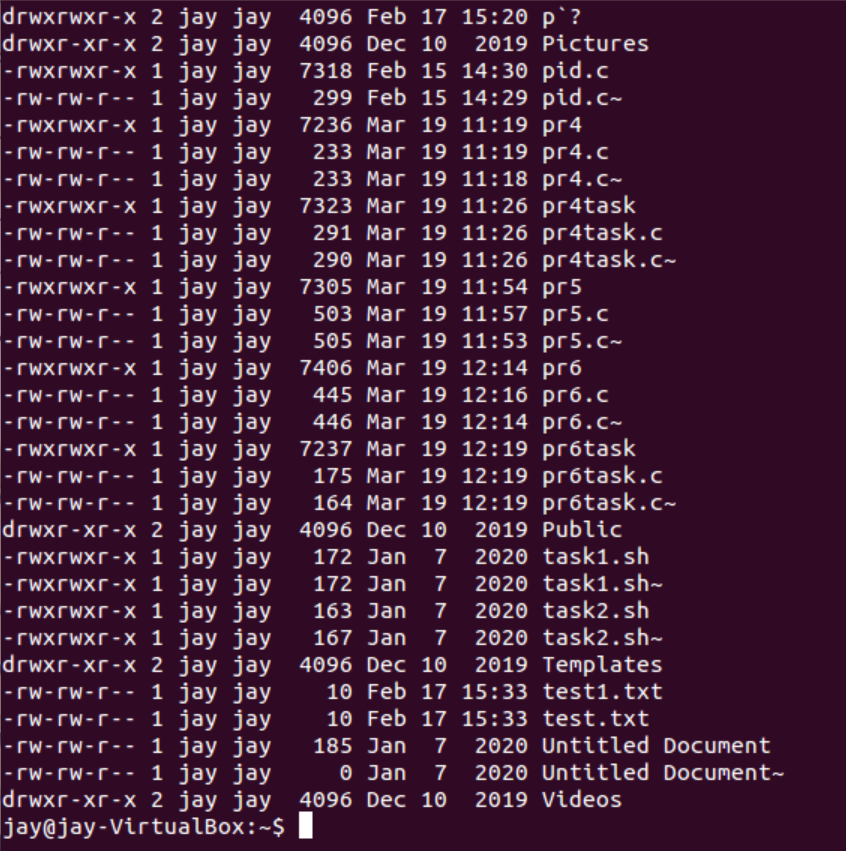 drwxrwxr-x 2 jay jay  4096 Feb 17 15:20 p`?
drwxr-xr-x 2 jay jay  4096 Dec 10  2019 Pictures
-rwxrwxr-x 1 jay jay  7318 Feb 15 14:30 pid.c
-rw-rw-r-- 1 jay jay   299 Feb 15 14:29 pid.c~
-rwxrwxr-x 1 jay jay  7236 Mar 19 11:19 pr4
-rw-rw-r-- 1 jay jay   233 Mar 19 11:19 pr4.c
-rw-rw-r-- 1 jay jay   233 Mar 19 11:18 pr4.c~
-rwxrwxr-x 1 jay jay  7323 Mar 19 11:26 pr4task
-rw-rw-r-- 1 jay jay   291 Mar 19 11:26 pr4task.c
-rw-rw-r-- 1 jay jay   290 Mar 19 11:26 pr4task.c~
-rwxrwxr-x 1 jay jay  7305 Mar 19 11:54 pr5
-rw-rw-r-- 1 jay jay   503 Mar 19 11:57 pr5.c
-rw-rw-r-- 1 jay jay   505 Mar 19 11:53 pr5.c~
-rwxrwxr-x 1 jay jay  7406 Mar 19 12:14 pr6
-rw-rw-r-- 1 jay jay   445 Mar 19 12:16 pr6.c
-rw-rw-r-- 1 jay jay   446 Mar 19 12:14 pr6.c~
-rwxrwxr-x 1 jay jay  7237 Mar 19 12:19 pr6task
-rw-rw-r-- 1 jay jay   175 Mar 19 12:19 pr6task.c
-rw-rw-r-- 1 jay jay   164 Mar 19 12:19 pr6task.c~
drwxr-xr-x 2 jay jay  4096 Dec 10  2019 Public
-rwxrwxr-x 1 jay jay   172 Jan  7  2020 task1.sh
-rwxrwxr-x 1 jay jay   172 Jan  7  2020 task1.sh~
-rwxrwxr-x 1 jay jay   163 Jan  7  2020 task2.sh
-rwxrwxr-x 1 jay jay   167 Jan  7  2020 task2.sh~
drwxr-xr-x 2 jay jay  4096 Dec 10  2019 Templates
-rw-rw-r-- 1 jay jay    10 Feb 17 15:33 test1.txt
-rw-rw-r-- 1 jay jay    10 Feb 17 15:33 test.txt
-rw-rw-r-- 1 jay jay   185 Jan  7  2020 Untitled Document
-rw-rw-r-- 1 jay jay     0 Jan  7  2020 Untitled Document~
drwxr-xr-x 2 jay jay  4096 Dec 10  2019 Videos
jay@jay-VirtualBox:~$